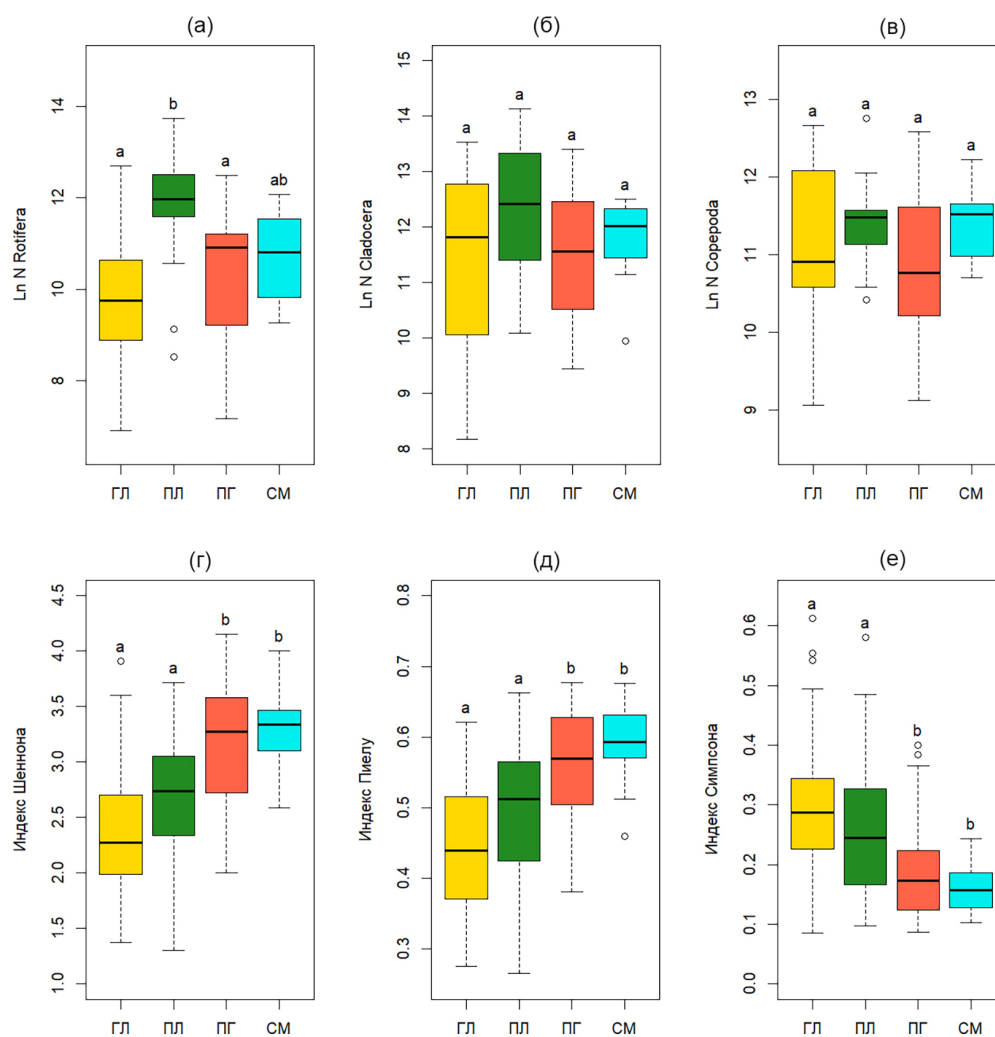 (а)
Ln N Rotifera
14
12
10
8
a
b
a
ab
ГЛ ПЛ ПГ СМ
(б)
Ln N Cladocera
15
14
13
12
11
10
9
8
a
a
a
a
ГЛ ПЛ ПГ СМ
(в)
Ln N Copepoda
13
12
11
10
9
a
a
a
a
ГЛ ПЛ ПГ СМ
(г)
Индекс Шеннона
4.5
4.0
3.5
3.0
2.5
2.0
1.5
1.0
a
a
b
b
ГЛ ПЛ ПГ СМ
(д)
Индекс Пиелу
0.8
0.7
0.6
0.5
0.4
0.3
a
a
b
b
ГЛ ПЛ ПГ СМ
(е)
Индекс Симпсона
0.6
0.5
0.4
0.3
0.2
0.1
0.0
a
a
b
b
ГЛ ПЛ ПГ СМ